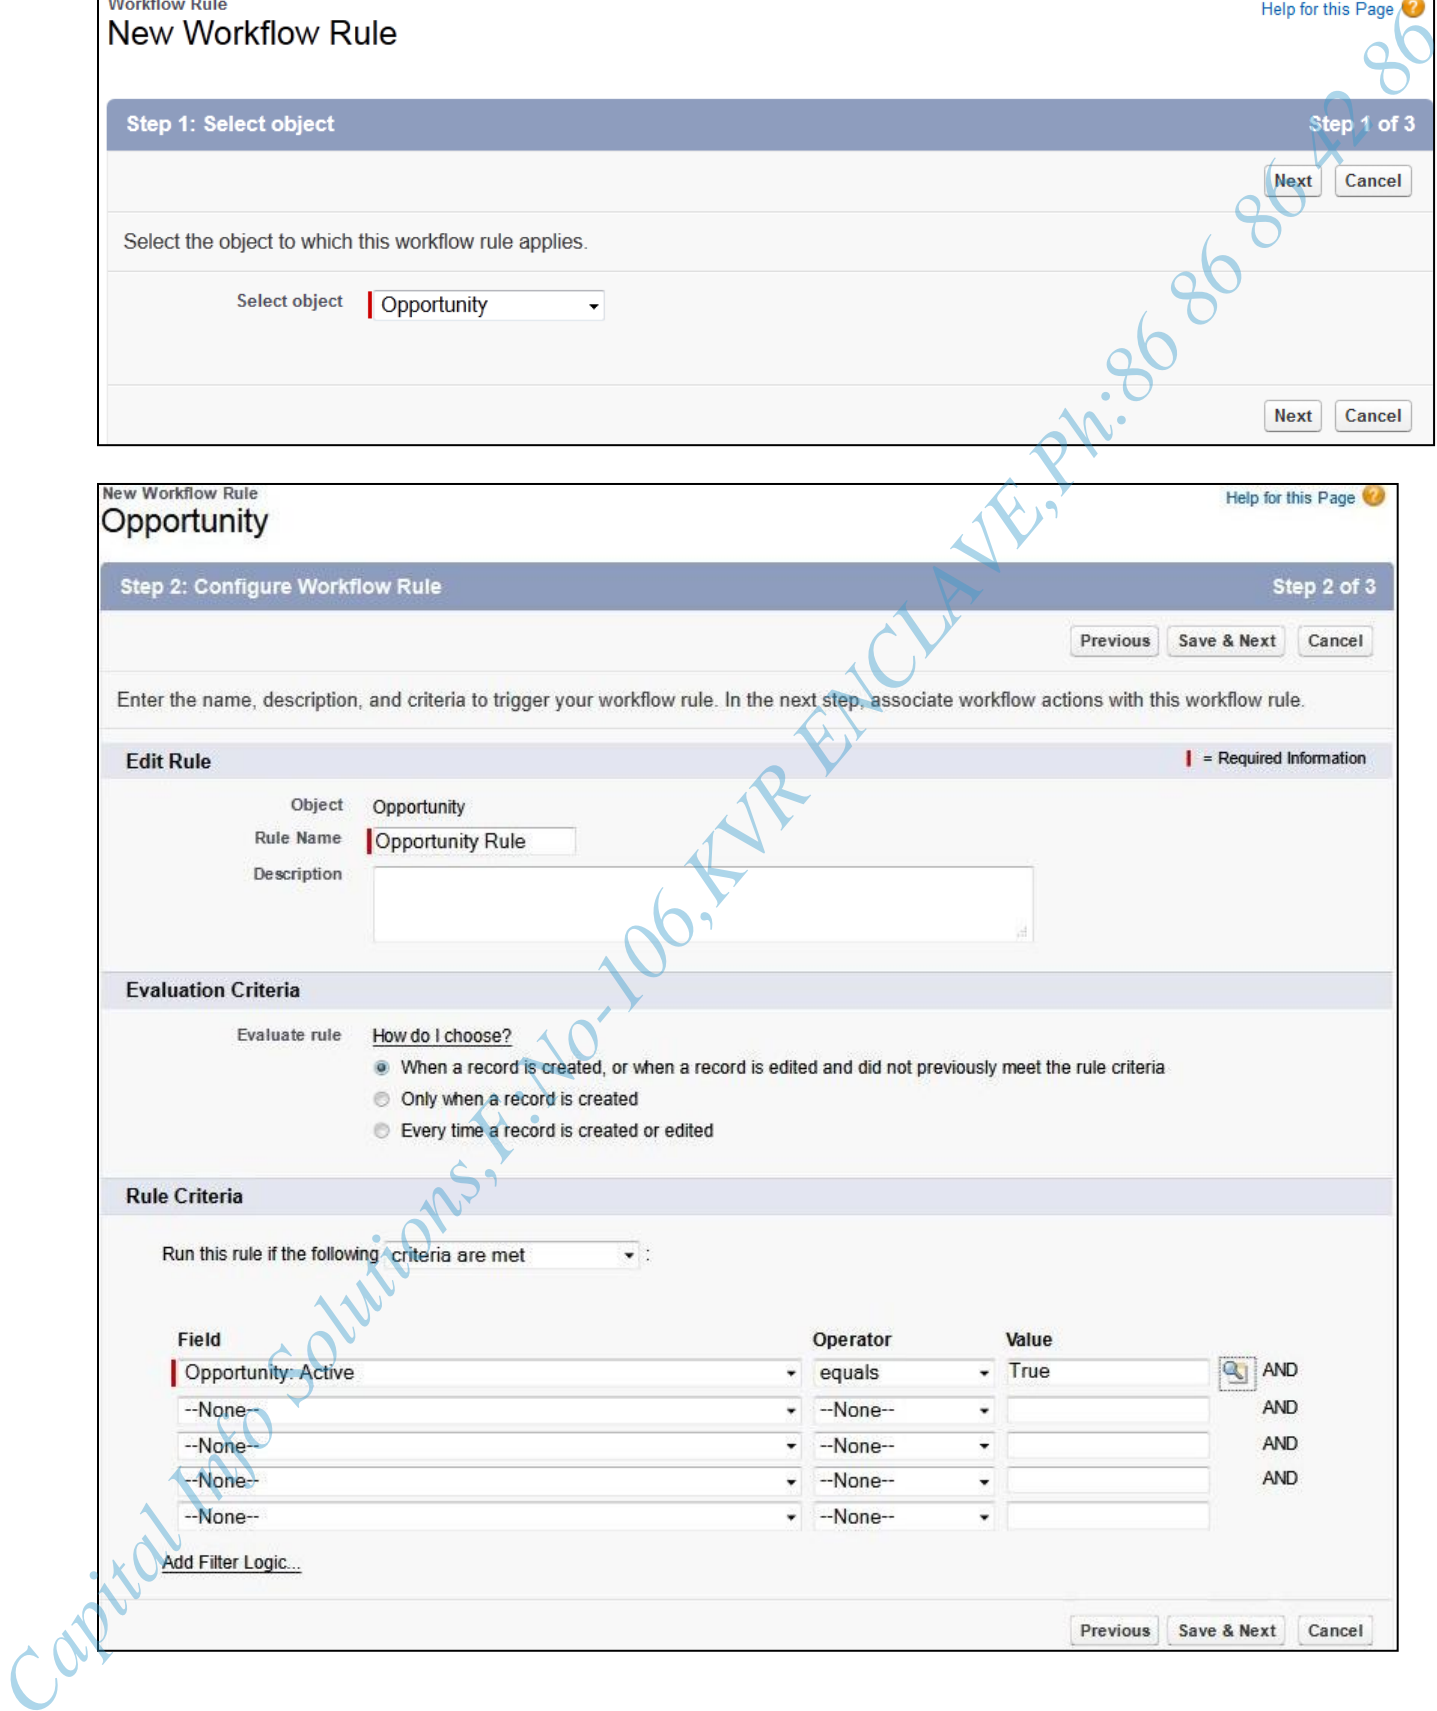 Workflow Rule
Help for this Page
New Workflow Rule
Step 1: Select object
Step 1 of 3
Next Cancel
Select the object to which this workflow rule applies.
Select object Opportunity
Next Cancel
New Workflow Rule
Help for this Page
Opportunity
Step 2: Configure Workflow Rule
Step 2 of 3
Previous Save & Next Cancel
Enter the name, description, and criteria to trigger your workflow rule. In the next step, associate workflow actions with this workflow rule.
Edit Rule
= Required Information
Object Opportunity
Rule Name Opportunity Rule
Description
Evaluation Criteria
Evaluate rule How do I choose?
When a record is created, or when a record is edited and did not previously meet the rule criteria
Only when a record is created
Every time a record is created or edited
Rule Criteria
Run this rule if the following criteria are met :
Field Operator Value
Opportunity: Active equals True AND
--None-- --None-- AND
--None-- --None-- AND
--None-- --None-- AND
--None-- --None--
Add Filter Logic...
Previous Save & Next Cancel
Capital Info Solutions,F:No-106,KVR ENCLAVE,Ph:86 86 86 42 86